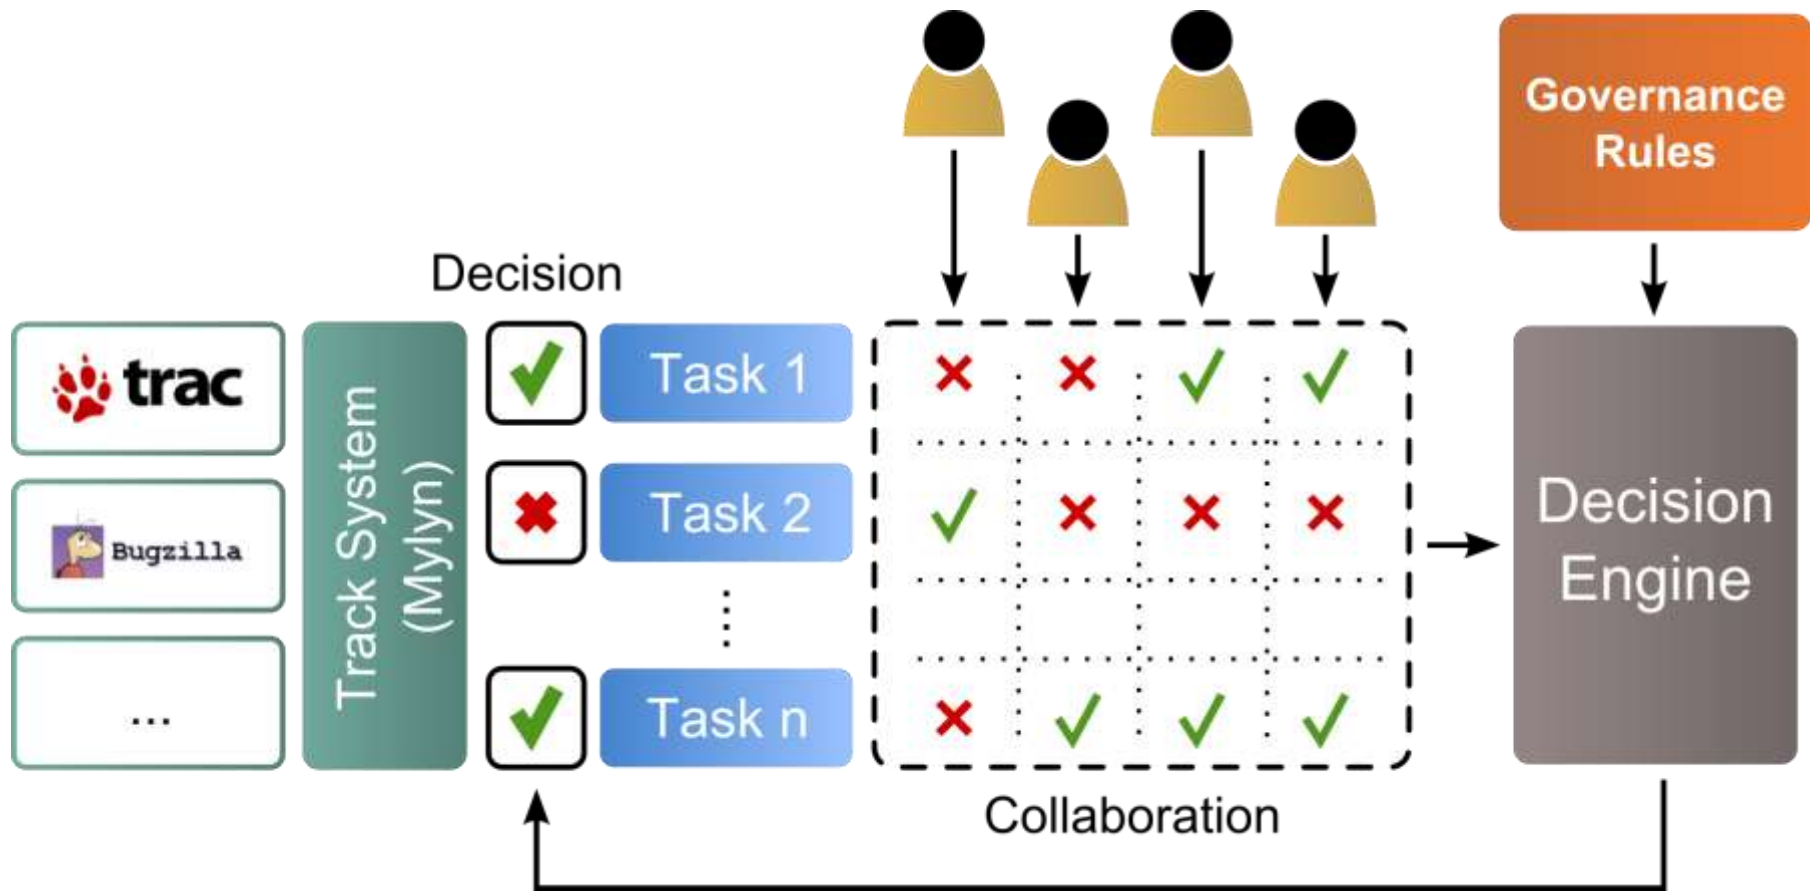 Governance
Rules
Decision
trac
Bugzilla
...
Track System
(Mylyn)
Task 1
Task 2
Task n
Decision
Engine
Collaboration